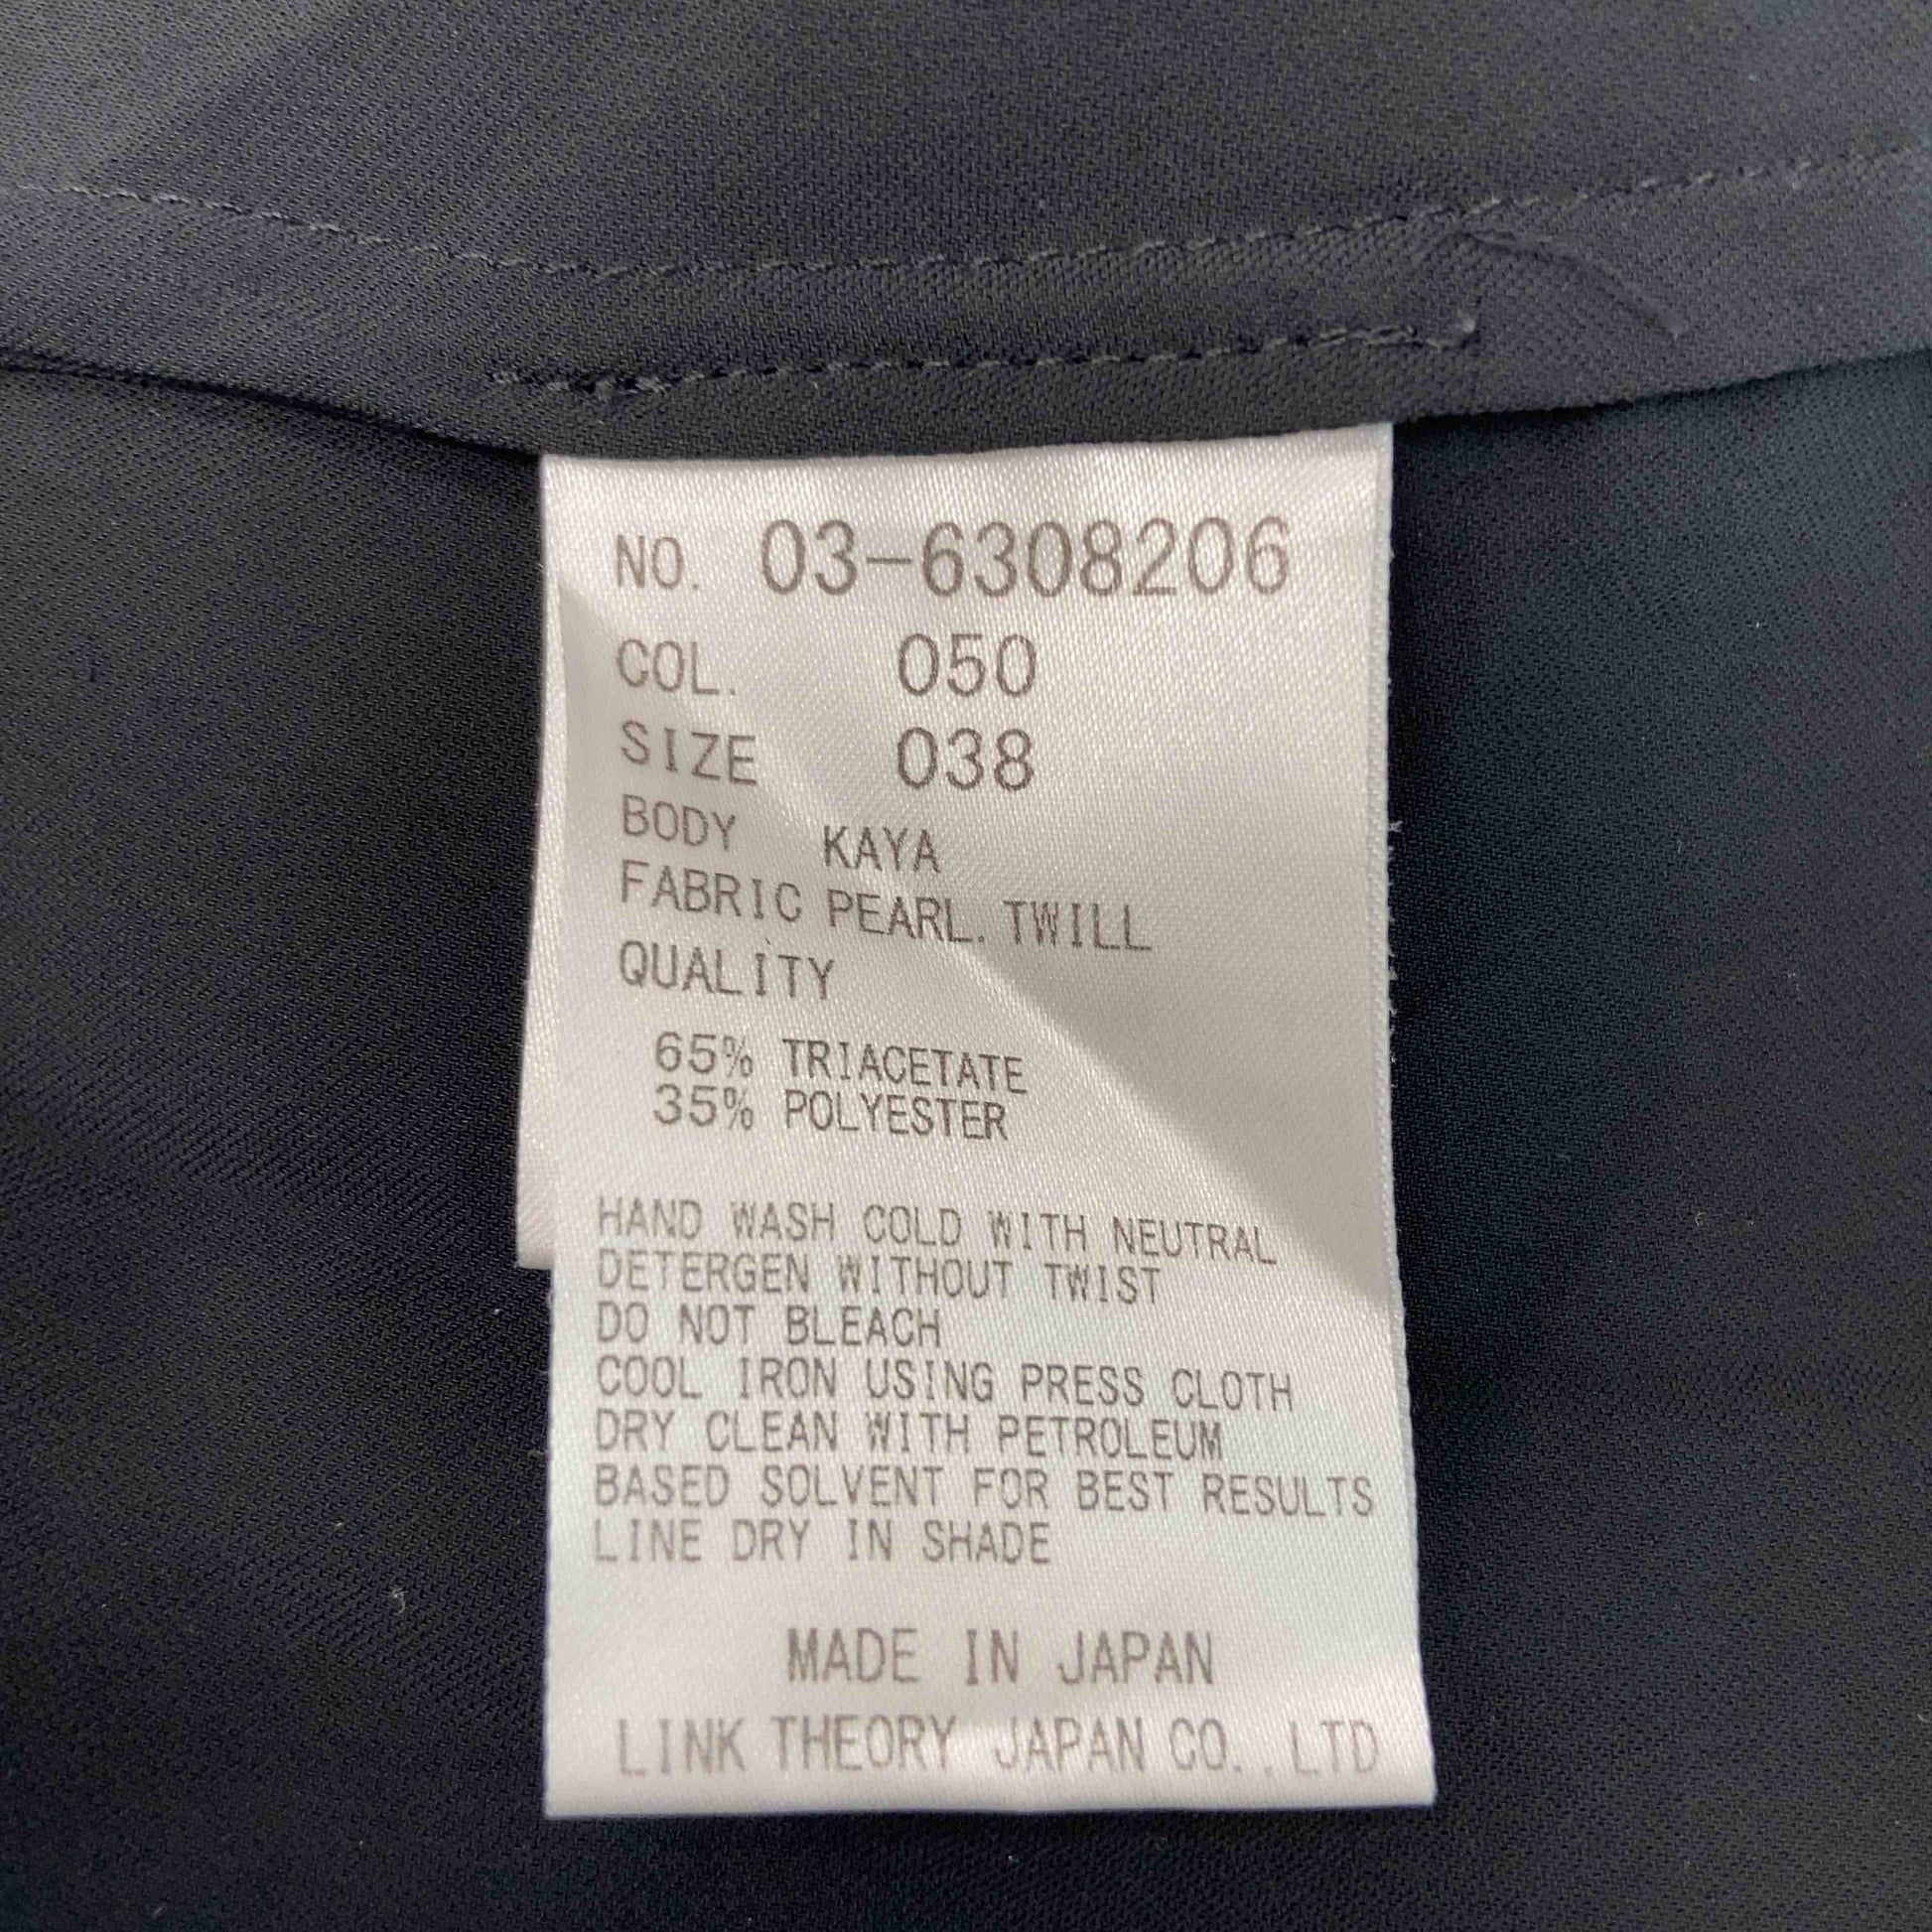 NO. 03-6308206
COL. 050
SIZE 038
BODY KAYA
FABRIC PEARL.TWILL
QUALITY
65% TRIACETATE
35% POLYESTER
HAND WASH COLD WITH NEUTRAL
DETERGEN WITHOUT TWIST
DO NOT BLEACH
COOL IRON USING PRESS CLOTH
DRY CLEAN WITH PETROLEUM
BASED SOLVENT FOR BEST RESULTS
LINE DRY IN SHADE
MADE IN JAPAN
LINK THEORY JAPAN CO.,LTD